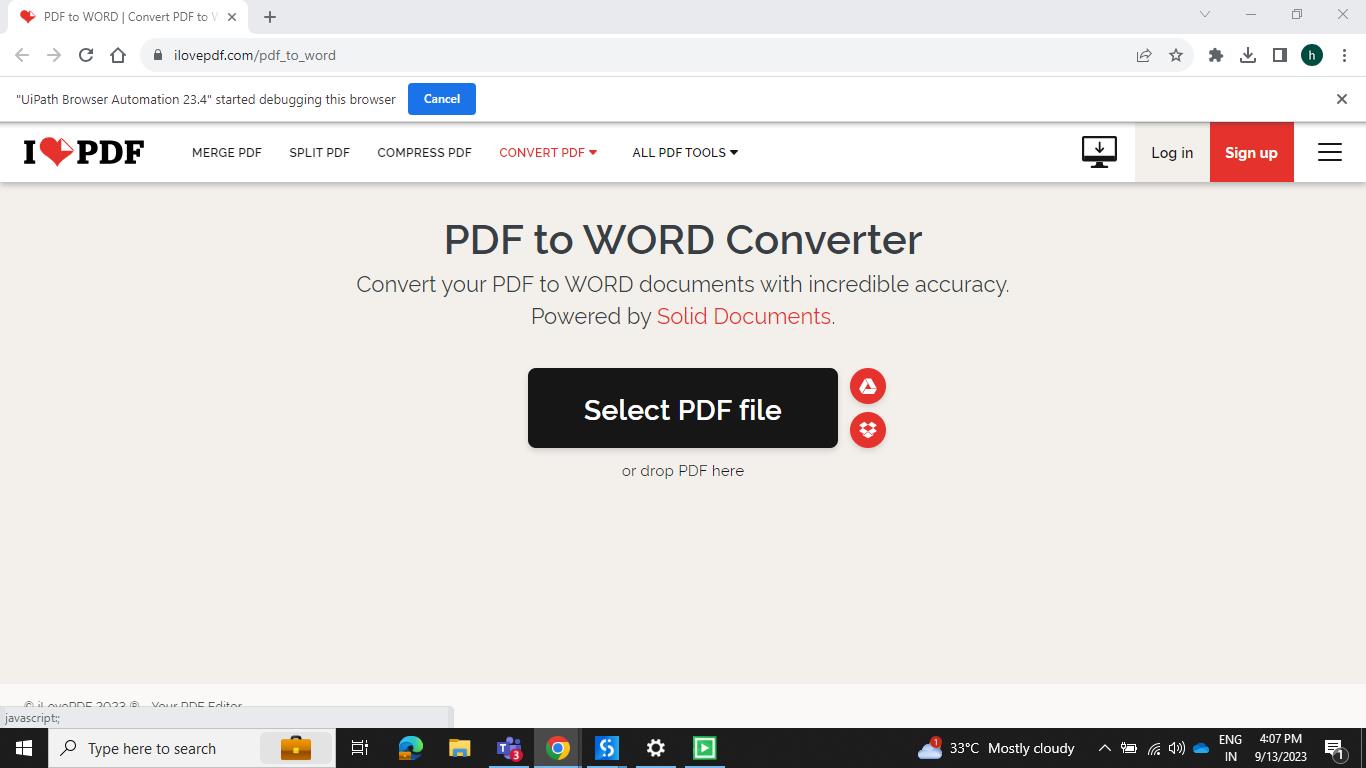 PDF to WORD | Convert PDF to W
ilovepdf.com/pdf_to_word
h
"UiPath Browser Automation 23.4" started debugging this browser
Cancel
I PDF
MERGE PDF
SPLIT PDF
COMPRESS PDF
CONVERT PDF
ALL PDF TOOLS
Log in
Sign up
PDF to WORD Converter
Convert your PDF to WORD documents with incredible accuracy.
Powered by Solid Documents.
Select PDF file
or drop PDF here
© iLovePDF 2023 ® - Your PDF Editor
javascript:;
Type here to search
3
1
33°C Mostly cloudy
ENG
IN
4:07 PM
9/13/2023
1